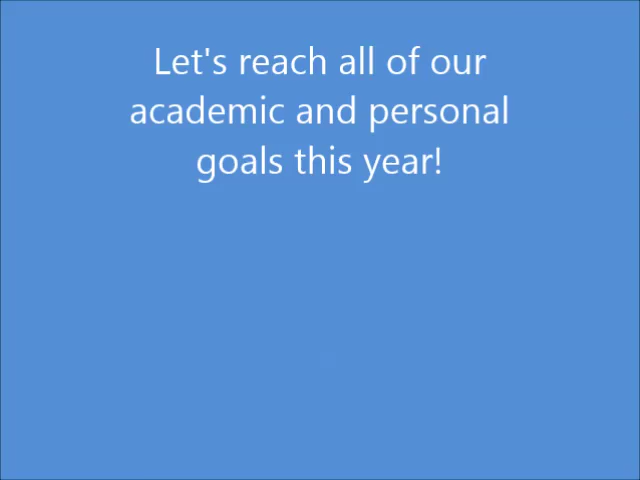 Let's reach all of our
academic and personal
goals this year!